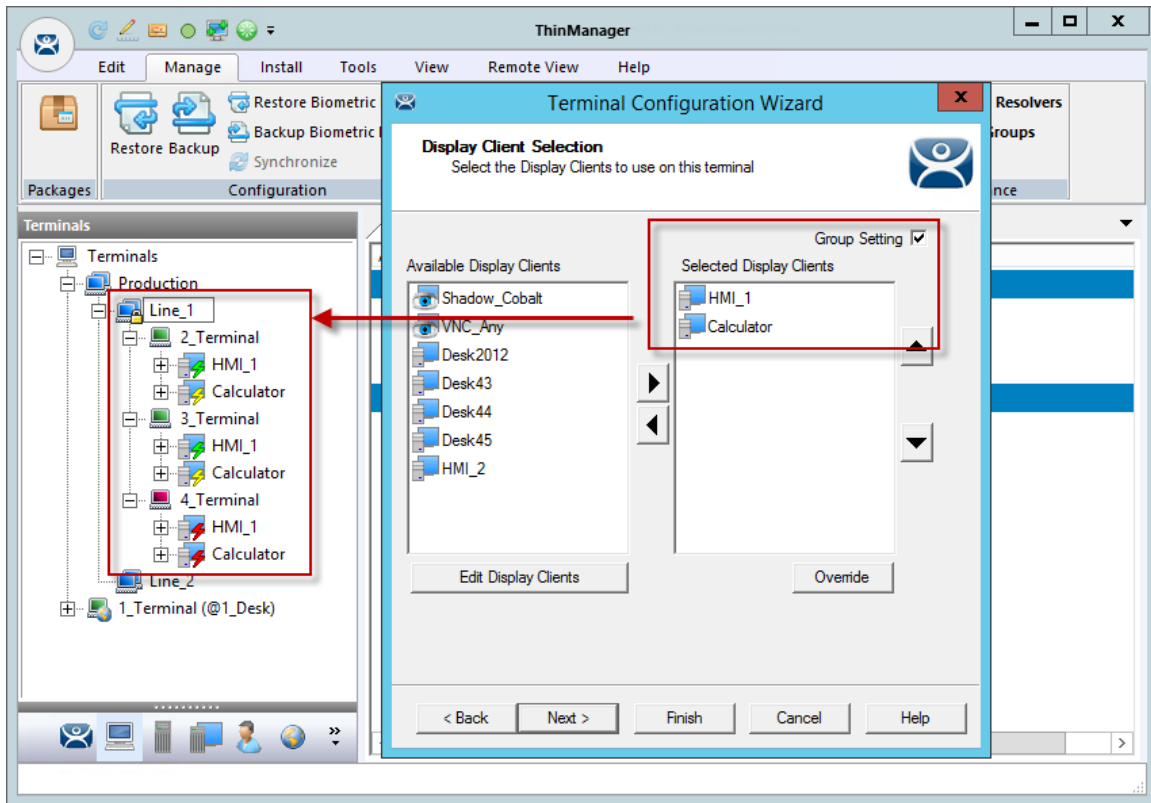 ThinManager
Edit Manage Install Tools View Remote View Help
Restore Biometric
Backup Biometric
Synchronize
Restore Backup
Packages
Configuration
Resolvers
Groups
Terminals
Terminals
Production
Line_1
2_Terminal
HMI_1
Calculator
3_Terminal
HMI_1
Calculator
4_Terminal
HMI_1
Calculator
Line_2
1_Terminal (@1_Desk)
Terminal Configuration Wizard
X
Display Client Selection
Select the Display Clients to use on this terminal
Group Setting
Available Display Clients
Shadow_Cobalt
VNC_Any
Desk2012
Desk43
Desk44
Desk45
HMI_2
Selected Display Clients
HMI_1
Calculator
Edit Display Clients
Override
< Back Next > Finish Cancel Help